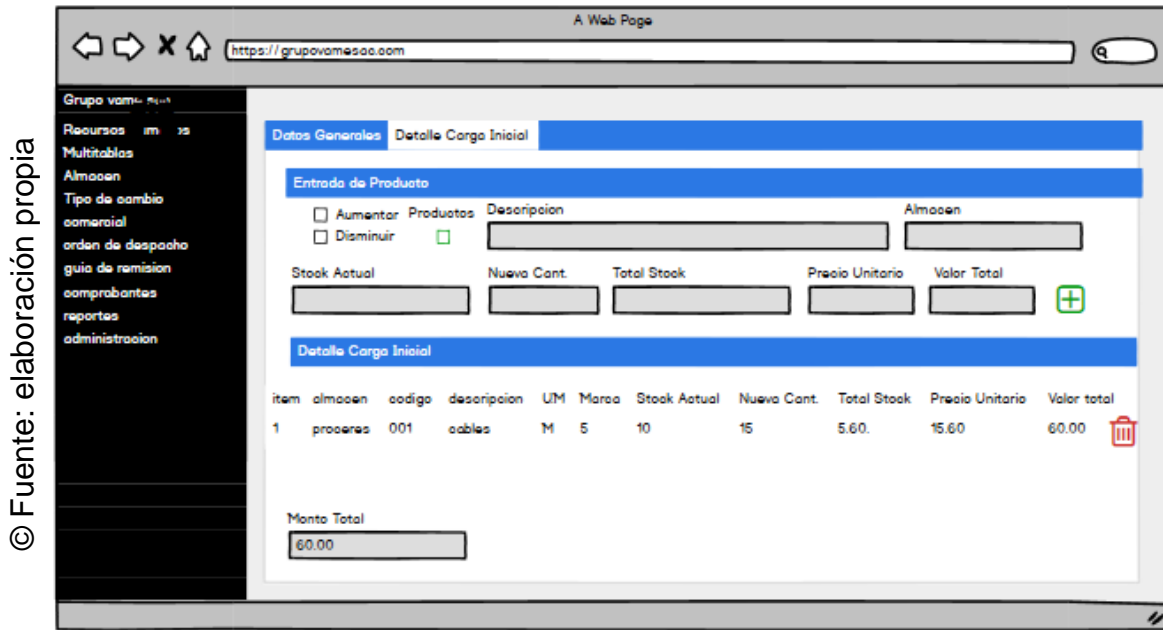 A Web Page
https://grupovamesac.com
Grupo
Recursos
Multitablas
Almacen
Tipo de cambio
comercial
orden de despacho
guia de remision
comprobantes
reportes
administracion
Datos Generales Detalle Carga Inicial
Entrada de Producto
Aumentar Productos Descripcion Almacen
Disminuir
Stock Actual Nueva Cant. Total Stock Precio Unitario Valor Total
Detalle Carga Inicial
item almacen codigo descripcion UM Marca Stock Actual Nueva Cant. Total Stock Precio Unitario Valor total
1 proceres 001 cables M 5 10 15 5.60. 15.60 60.00
Monto Total
60.00
© Fuente: elaboración propia